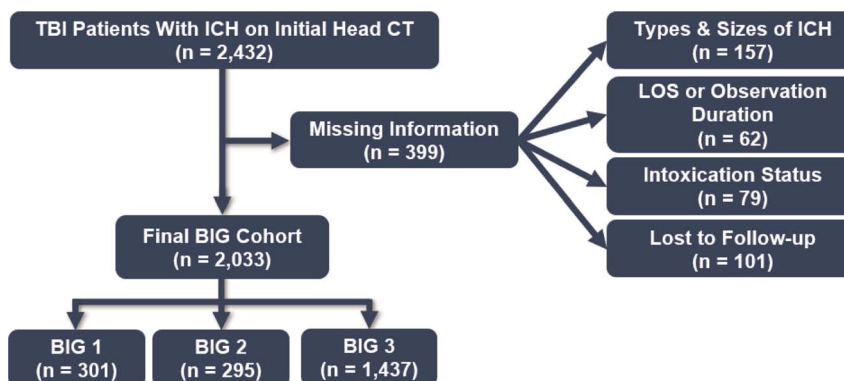 TBI Patients With ICH on Initial Head CT
(n = 2,432)
Missing Information
(n = 399)
Types & Sizes of ICH
(n = 157)
LOS or Observation
Duration
(n = 62)
Intoxication Status
(n = 79)
Lost to Follow-up
(n = 101)
Final BIG Cohort
(n = 2,033)
BIG 1
(n = 301)
BIG 2
(n = 295)
BIG 3
(n = 1,437)